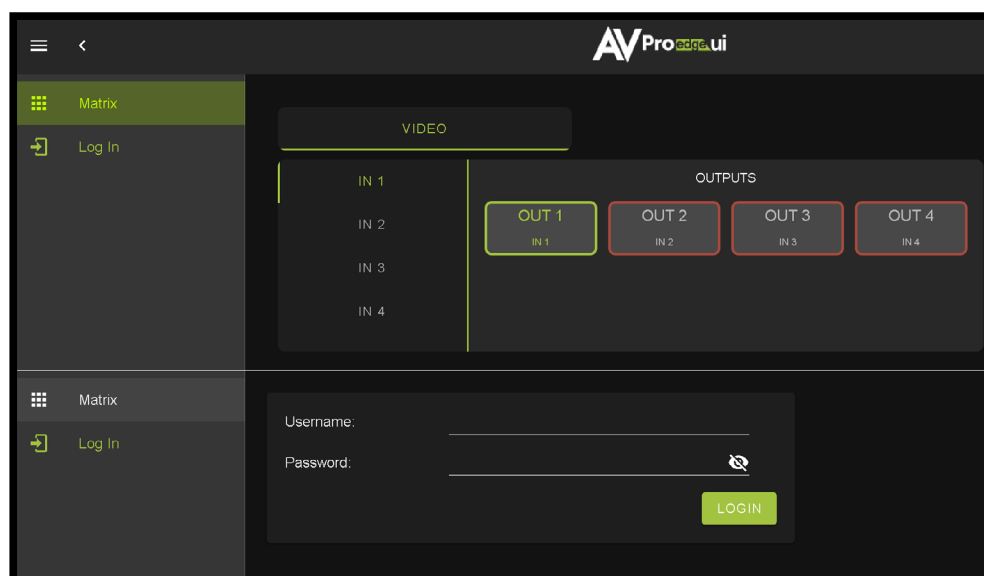 AVPro edge.ui
Matrix
Log In
VIDEO
IN 1
IN 2
IN 3
IN 4
OUTPUTS
OUT 1
IN 1
OUT 2
IN 2
OUT 3
IN 3
OUT 4
IN 4
Matrix
Log In
Username:
Password:
LOGIN